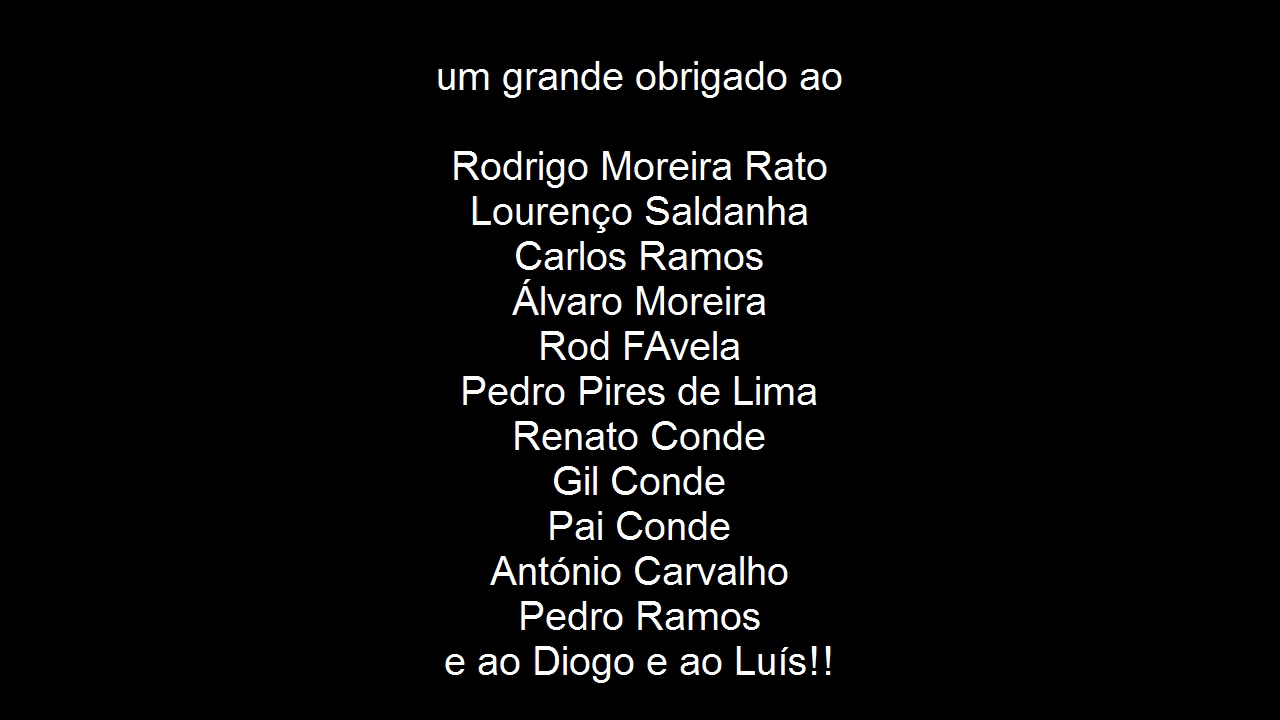 um grande obrigado ao
Rodrigo Moreira Rato
Lourenço Saldanha
Carlos Ramos
Álvaro Moreira
Rod FAvela
Pedro Pires de Lima
Renato Conde
Gil Conde
Pai Conde
António Carvalho
Pedro Ramos
e ao Diogo e ao Luís!!